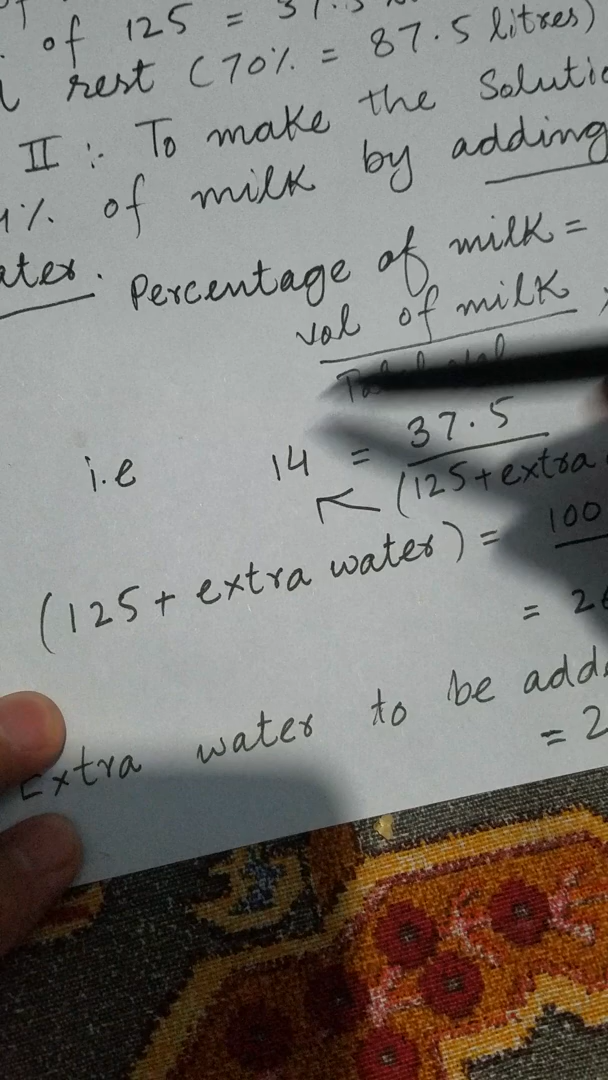 of 125 = 37.5
rest (70% = 87.5 litres)
II :- To make the Solutio
% of milk by adding
ater. Percentage of milk =
vol of milk
i.e 14 = 37.5
(125 + extra
(125 + extra water) = 100
= 2
Extra water to be adde
= 2